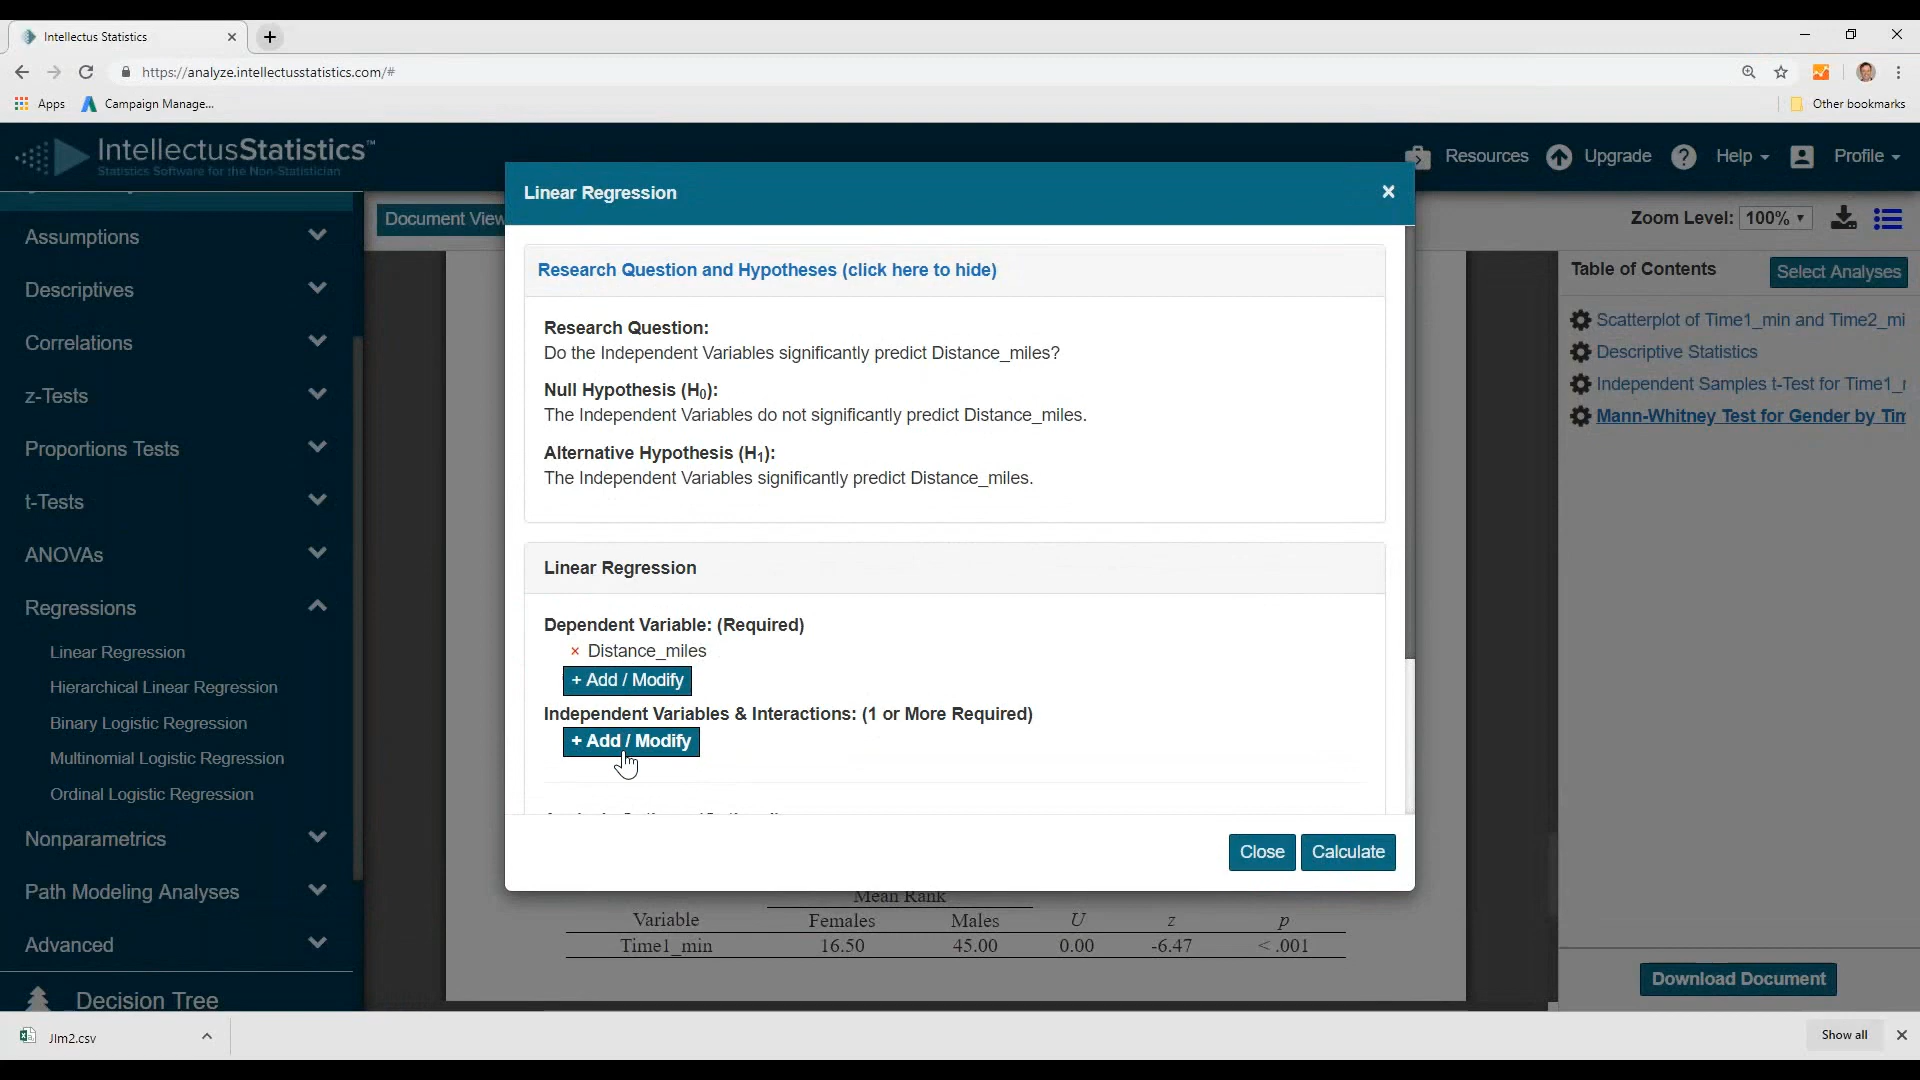 Intellectus Statistics
https://analyze.intellectusstatistics.com/#
Apps
Campaign Manage...
Other bookmarks
IntellectusStatistics™
Statistics Software for the Non-Statistician
Resources
Upgrade
Help
Profile
Assumptions
Descriptives
Correlations
z-Tests
Proportions Tests
t-Tests
ANOVAs
Regressions
Linear Regression
Hierarchical Linear Regression
Binary Logistic Regression
Multinomial Logistic Regression
Ordinal Logistic Regression
Nonparametrics
Path Modeling Analyses
Advanced
Decision Tree
Document View
Zoom Level: 100%
Linear Regression
×
Research Question and Hypotheses (click here to hide)
Research Question:
Do the Independent Variables significantly predict Distance_miles?
Null Hypothesis (H0):
The Independent Variables do not significantly predict Distance_miles.
Alternative Hypothesis (H1):
The Independent Variables significantly predict Distance_miles.
Linear Regression
Dependent Variable: (Required)
× Distance_miles
+ Add / Modify
Independent Variables & Interactions: (1 or More Required)
+ Add / Modify
Close
Calculate
Mean Rank
Variable Females Males U z p
Time1_min 16.50 45.00 0.00 -6.47 < .001
Table of Contents
Select Analyses
Scatterplot of Time1_min and Time2_mi
Descriptive Statistics
Independent Samples t-Test for Time1_
Mann-Whitney Test for Gender by Tim
Download Document
JIm2.csv
Show all